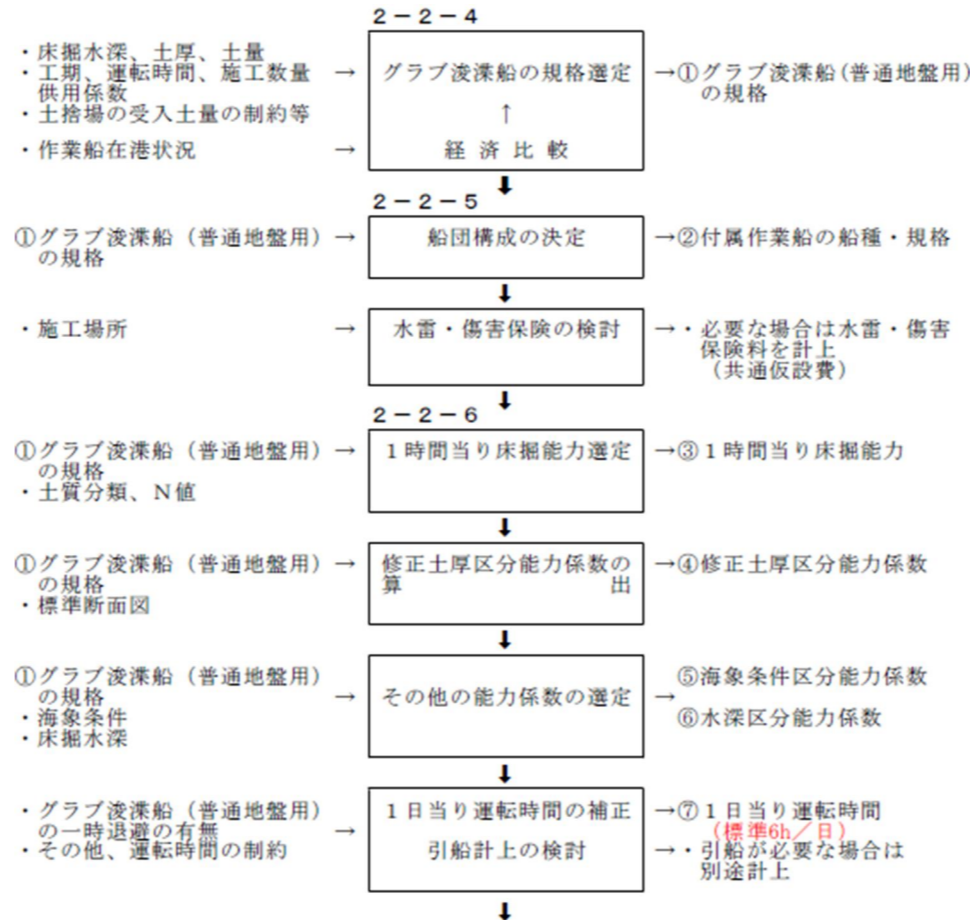 2-2-4
・床掘水深、土厚、土量
・工期、運転時間、施工数量
供用係数
・土捨場の受入土量の制約等
・作業船在港状況
→
→
グラブ浚渫船の規格選定
↑
経 済 比 較
→①グラブ浚渫船(普通地盤用)
の規格
⬇
2-2-5
①グラブ浚渫船(普通地盤用)→
の規格
船団構成の決定
→②付属作業船の船種・規格
⬇
・施工場所 →
水雷・傷害保険の検討
→・必要な場合は水雷・傷害
保険料を計上
(共通仮設費)
⬇
2-2-6
①グラブ浚渫船(普通地盤用)→
の規格
・土質分類、N値
1時間当り床掘能力選定
→③1時間当り床掘能力
⬇
①グラブ浚渫船(普通地盤用)→
の規格
・標準断面図
修正土厚区分能力係数の
算 出
→④修正土厚区分能力係数
⬇
①グラブ浚渫船(普通地盤用)
の規格 →
・海象条件
・床掘水深
その他の能力係数の選定
⑤海象条件区分能力係数
→
⑥水深区分能力係数
⬇
・グラブ浚渫船(普通地盤用)
の一時退避の有無 →
・その他、運転時間の制約
1日当り運転時間の補正
引船計上の検討
→⑦1日当り運転時間
(標準6h/日)
→・引船が必要な場合は
別途計上
⬇